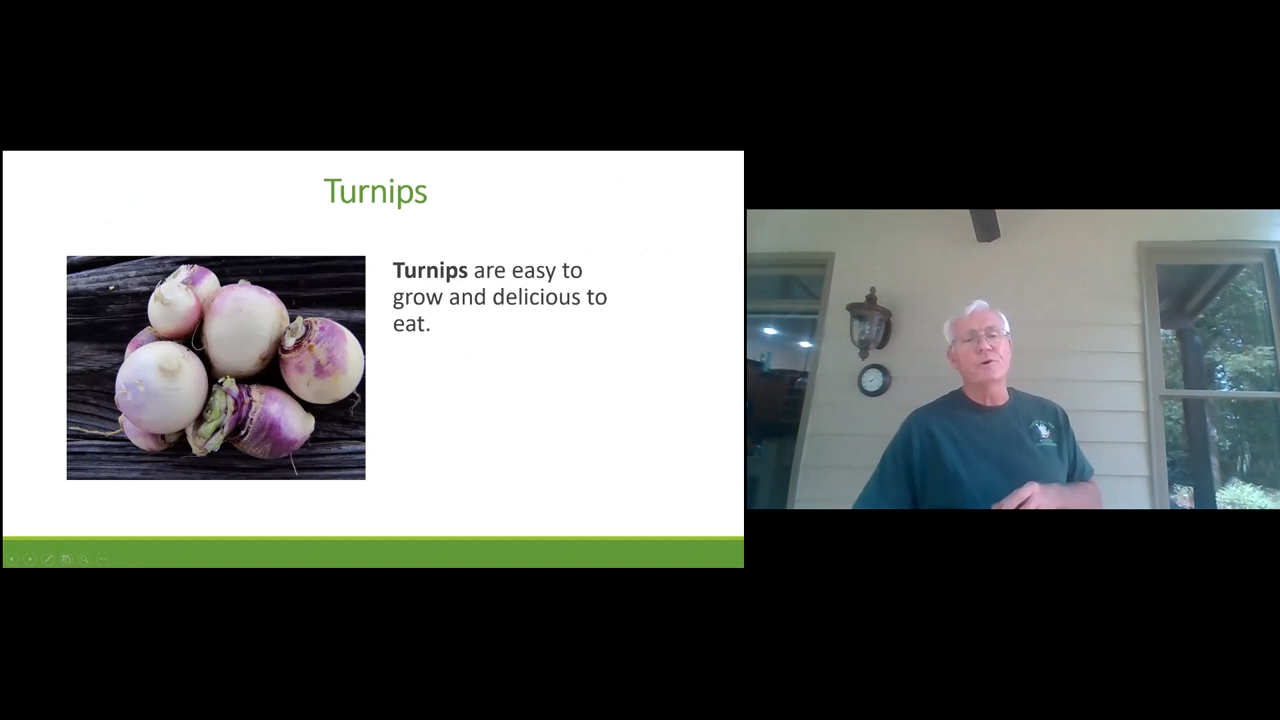 Turnips
Turnips are easy to
grow and delicious to
eat.